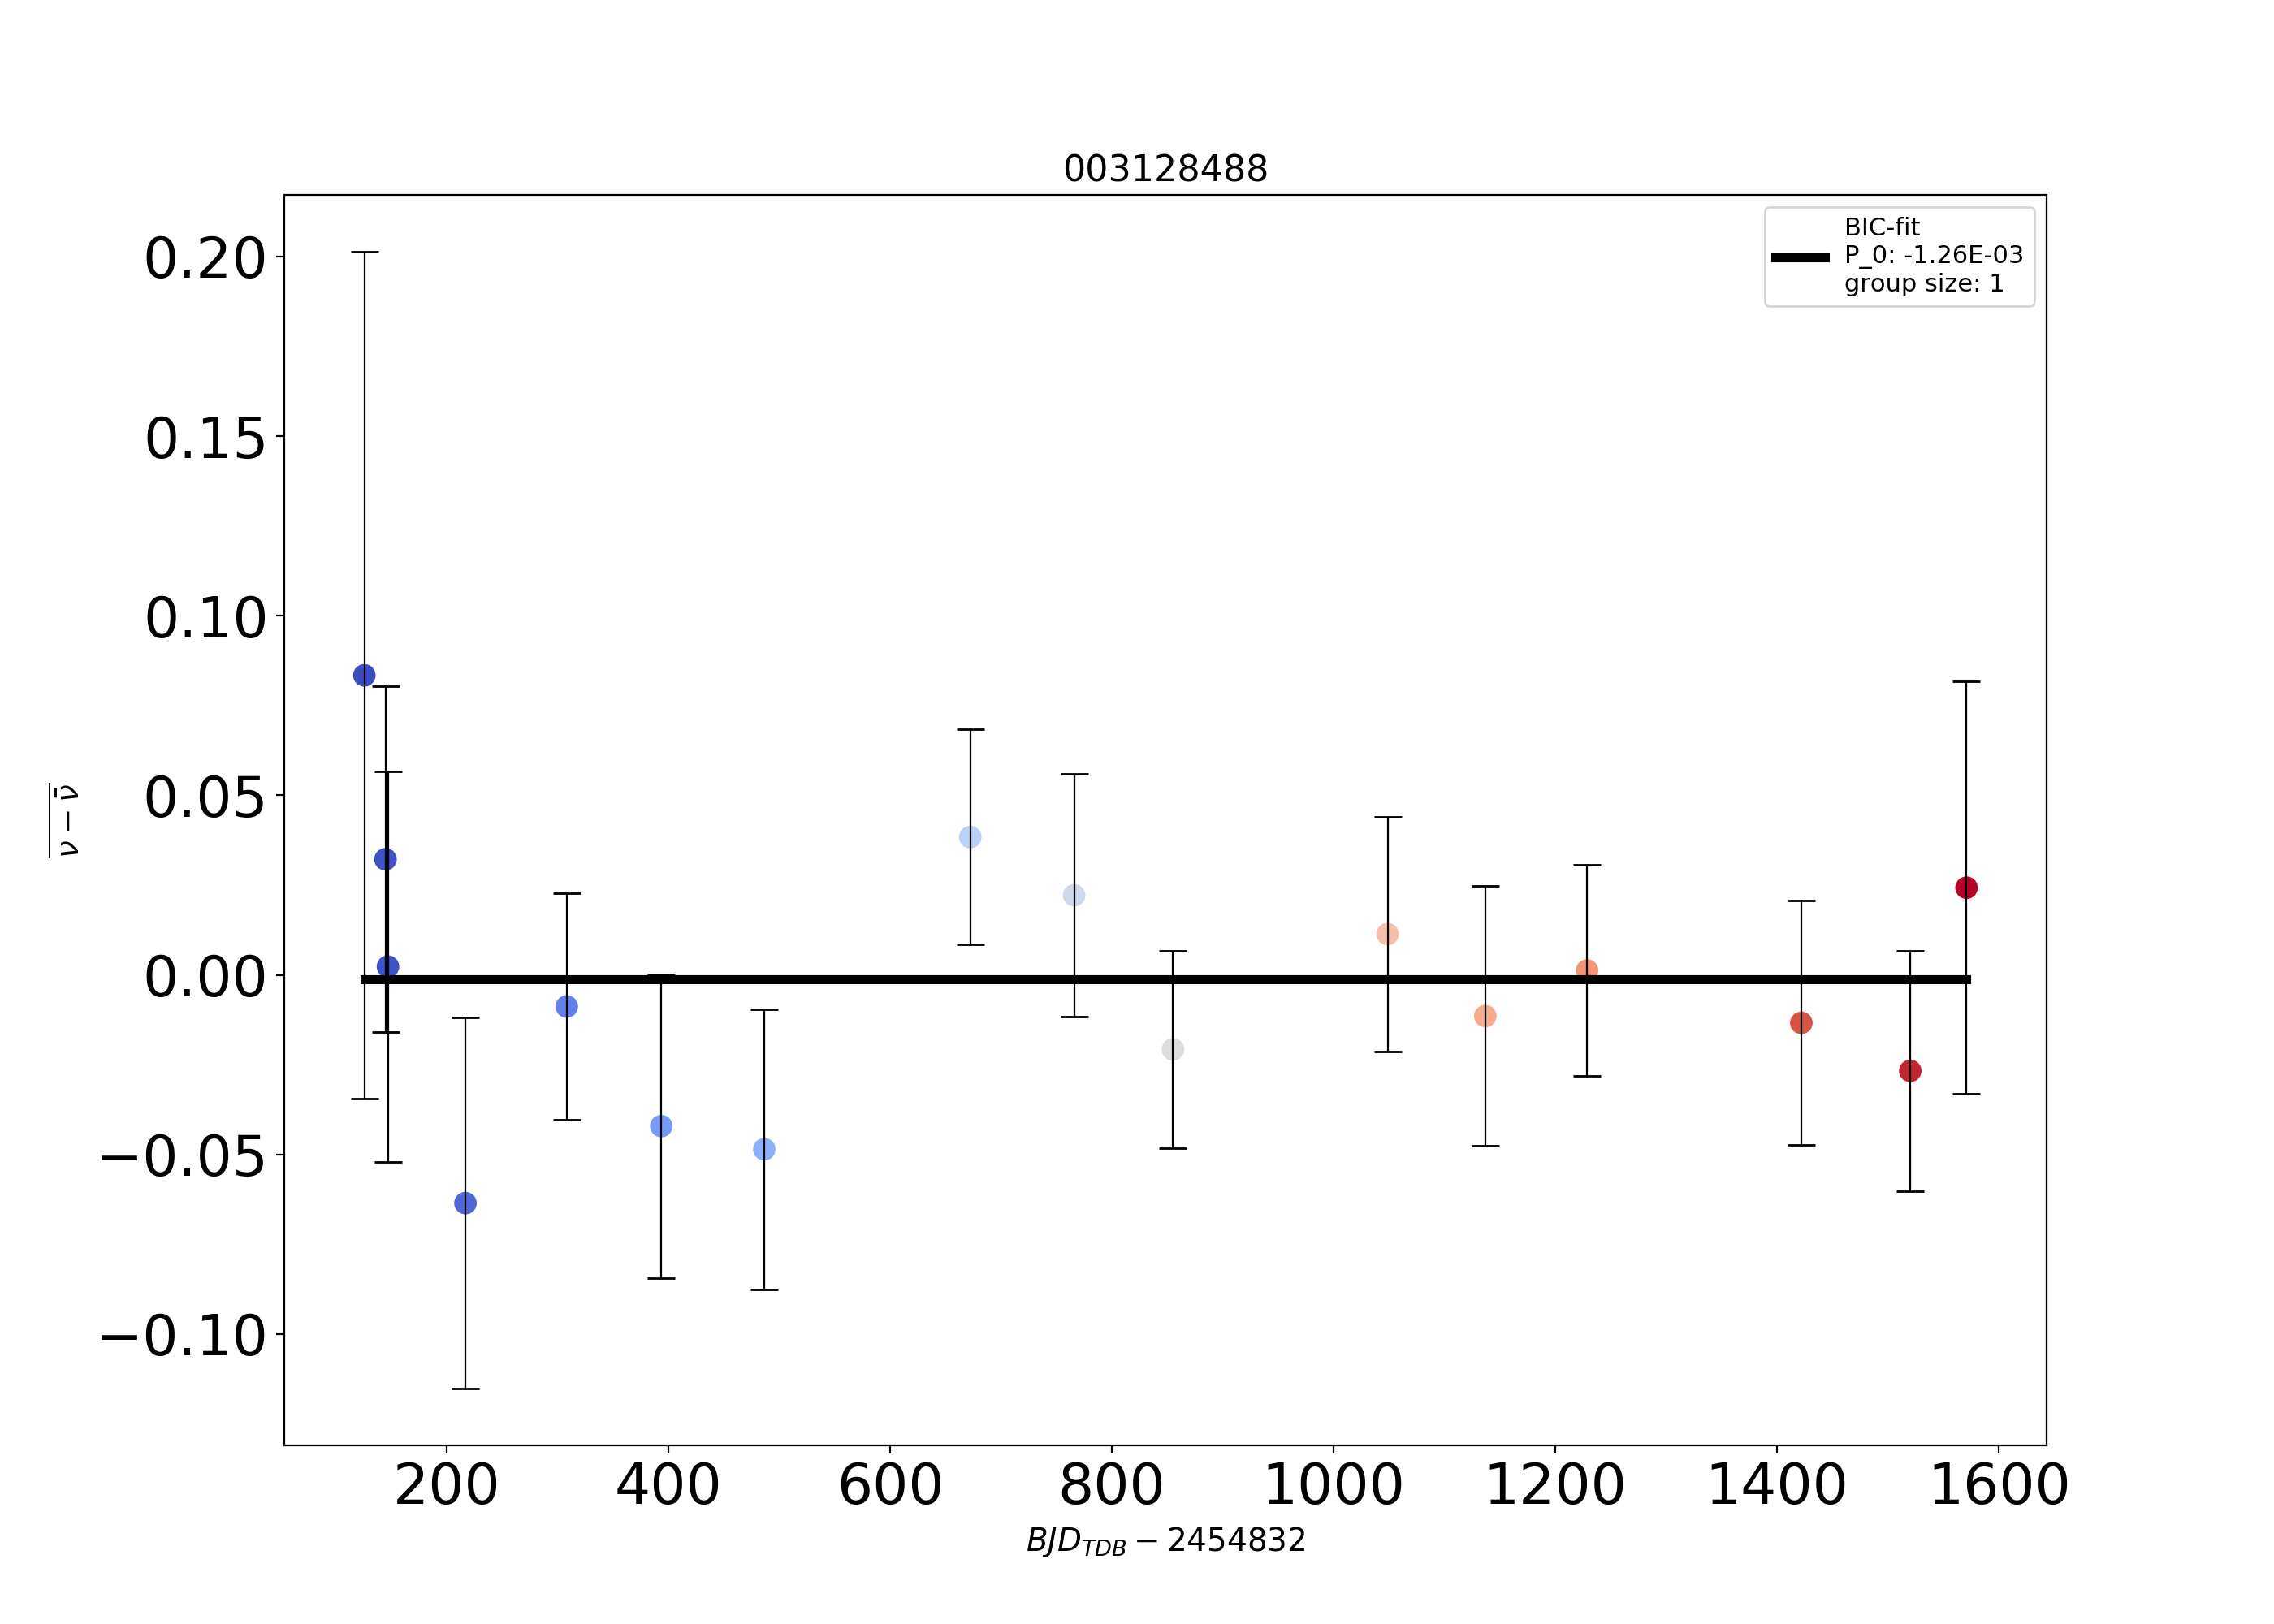 003128488
BIC-fit
P_0: -1.26E-03
group size: 1
0.20
0.15
0.10
0.05
0.00
−0.05
−0.10
ν − ν̄
200 400 600 800 1000 1200 1400 1600
BJD_TDB − 2454832